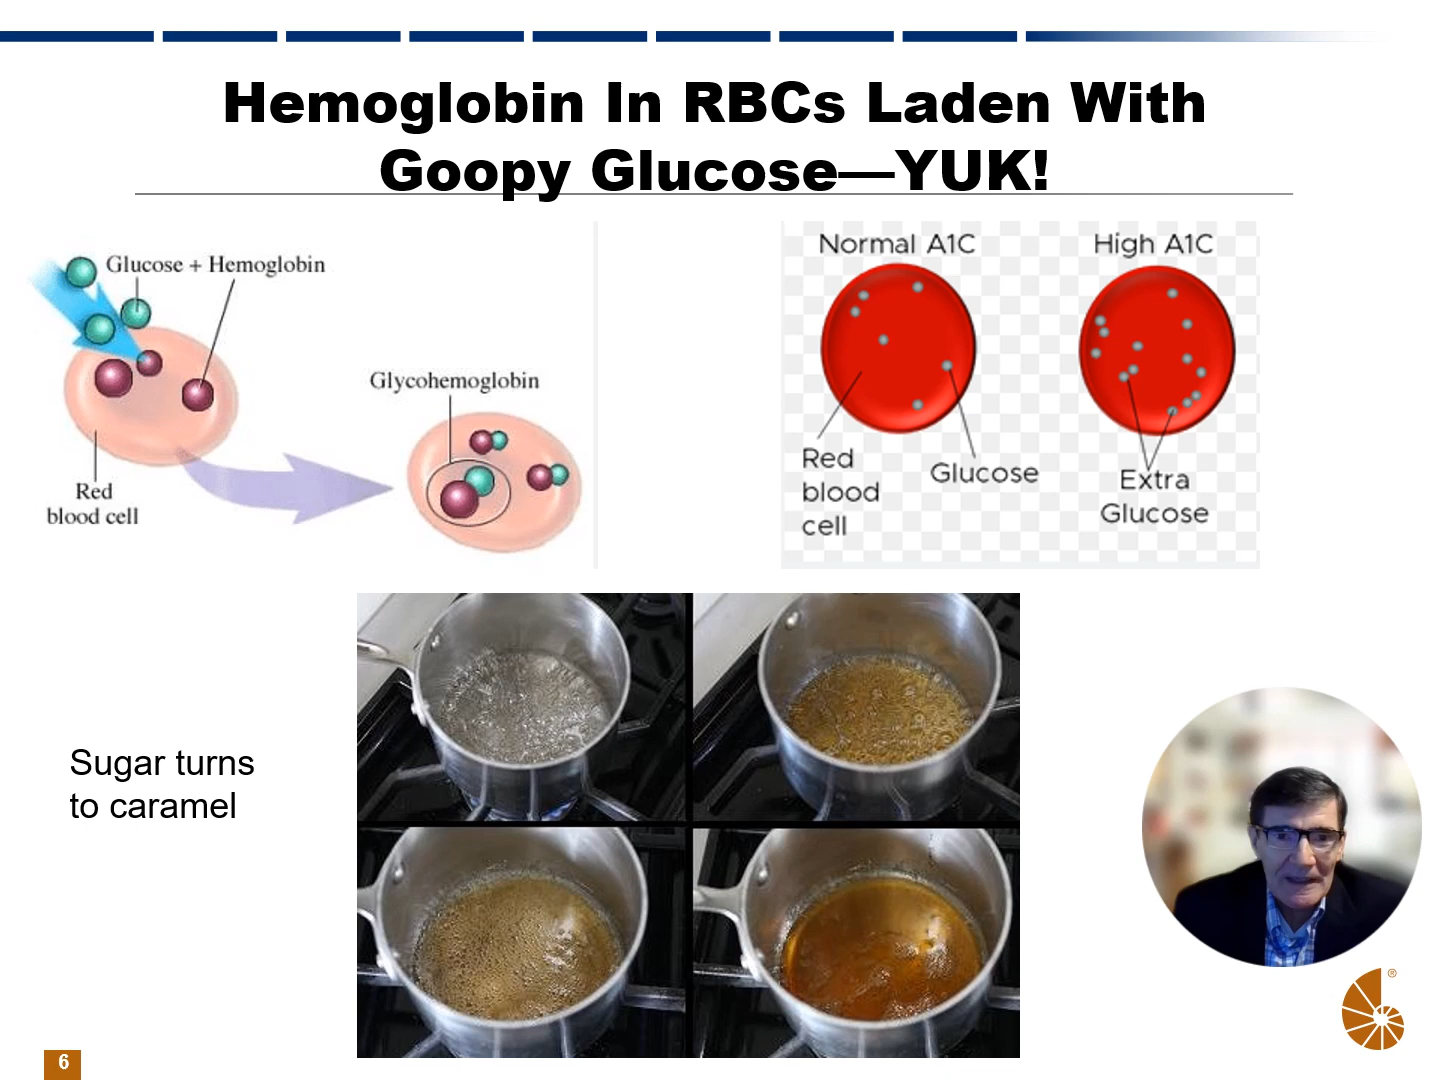 Hemoglobin In RBCs Laden With
Goopy Glucose—YUK!
Glucose + Hemoglobin
Glycohemoglobin
Red
blood cell
Normal A1C
High A1C
Red
blood
cell
Glucose
Extra
Glucose
Sugar turns
to caramel
®
6